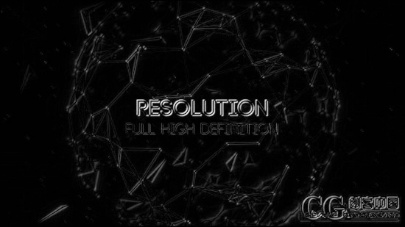 RESOLUTION
FULL HIGH DEFINITION
CG